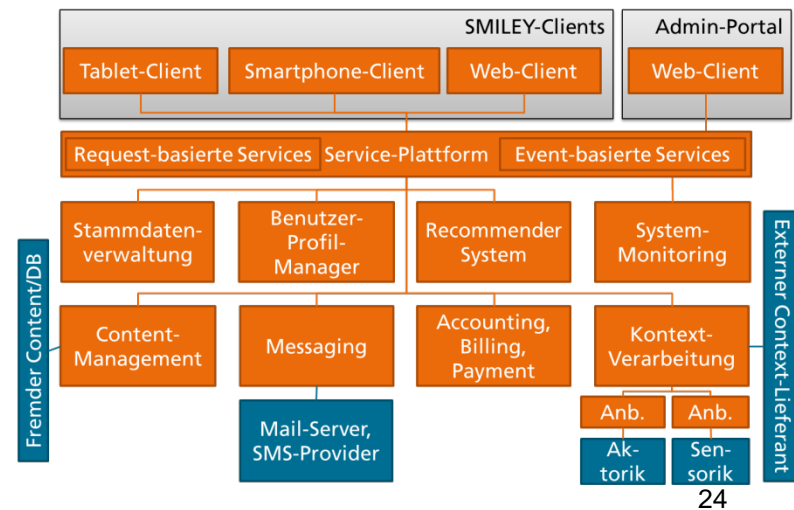 SMILEY-Clients
Admin-Portal
Tablet-Client
Smartphone-Client
Web-Client
Web-Client
Request-basierte Services
Service-Plattform
Event-basierte Services
Stammdaten-
verwaltung
Benutzer-
Profil-
Manager
Recommender
System
System-
Monitoring
Fremder Content/DB
Externer Context-Lieferant
Content-
Management
Messaging
Accounting,
Billing,
Payment
Kontext-
Verarbeitung
Mail-Server,
SMS-Provider
Anb.
Anb.
Ak-
torik
Sen-
sorik
24